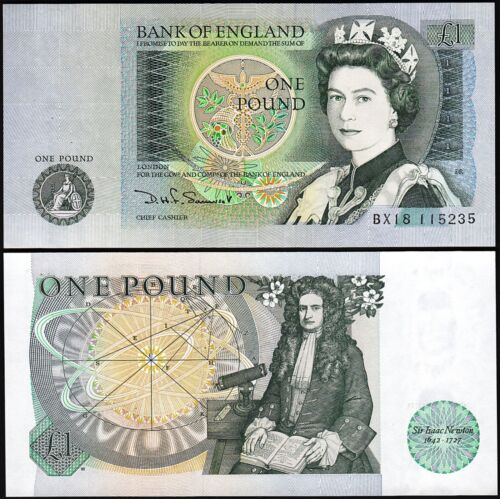 BANK OF ENGLAND
I PROMISE TO PAY THE BEARER ON DEMAND THE SUM OF
£1
ONE
POUND
ONE POUND
LONDON
FOR THE GOVR AND COMPA OF THE BANK OF ENGLAND
CHIEF CASHIER
BX18 115235
ONE POUND
£1
Sir Isaac Newton
1642-1727